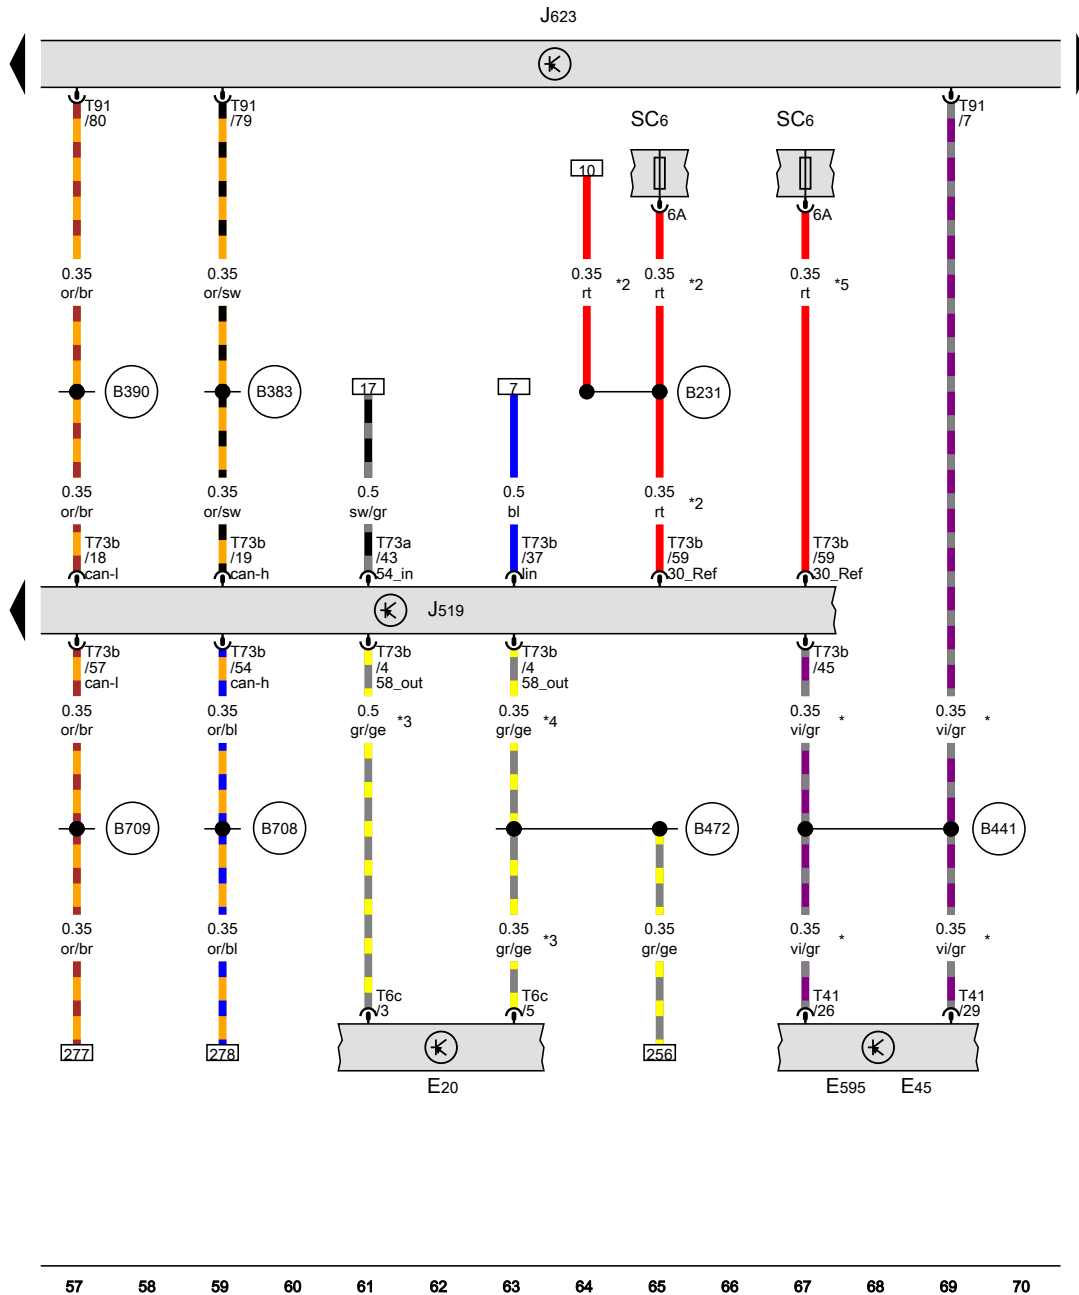 J623
T91
/80
T91
/79
T91
/7
SC6
SC6
10
6A
6A
0.35
or/br
0.35
or/sw
0.35
rt
*2
0.35
rt
*2
0.35
rt
*5
B390
B383
17
7
B231
0.35
or/br
0.35
or/sw
0.5
sw/gr
0.5
bl
0.35
rt
*2
T73b
/18
can-l
T73b
/19
can-h
T73a
/43
54_in
T73b
/37
lin
T73b
/59
30_Ref
T73b
/59
30_Ref
J519
T73b
/57
can-l
T73b
/54
can-h
T73b
/4
58_out
T73b
/4
58_out
T73b
/45
0.35
or/br
0.35
or/bl
0.5
gr/ge
*3
0.35
gr/ge
*4
0.35
vi/gr
*
0.35
vi/gr
*
B709
B708
B472
B441
0.35
or/br
0.35
or/bl
0.35
gr/ge
*3
0.35
gr/ge
0.35
vi/gr
*
0.35
vi/gr
*
T6c
/3
T6c
/5
T41
/26
T41
/29
277
278
256
E20
E595
E45
57 58 59 60 61 62 63 64 65 66 67 68 69 70